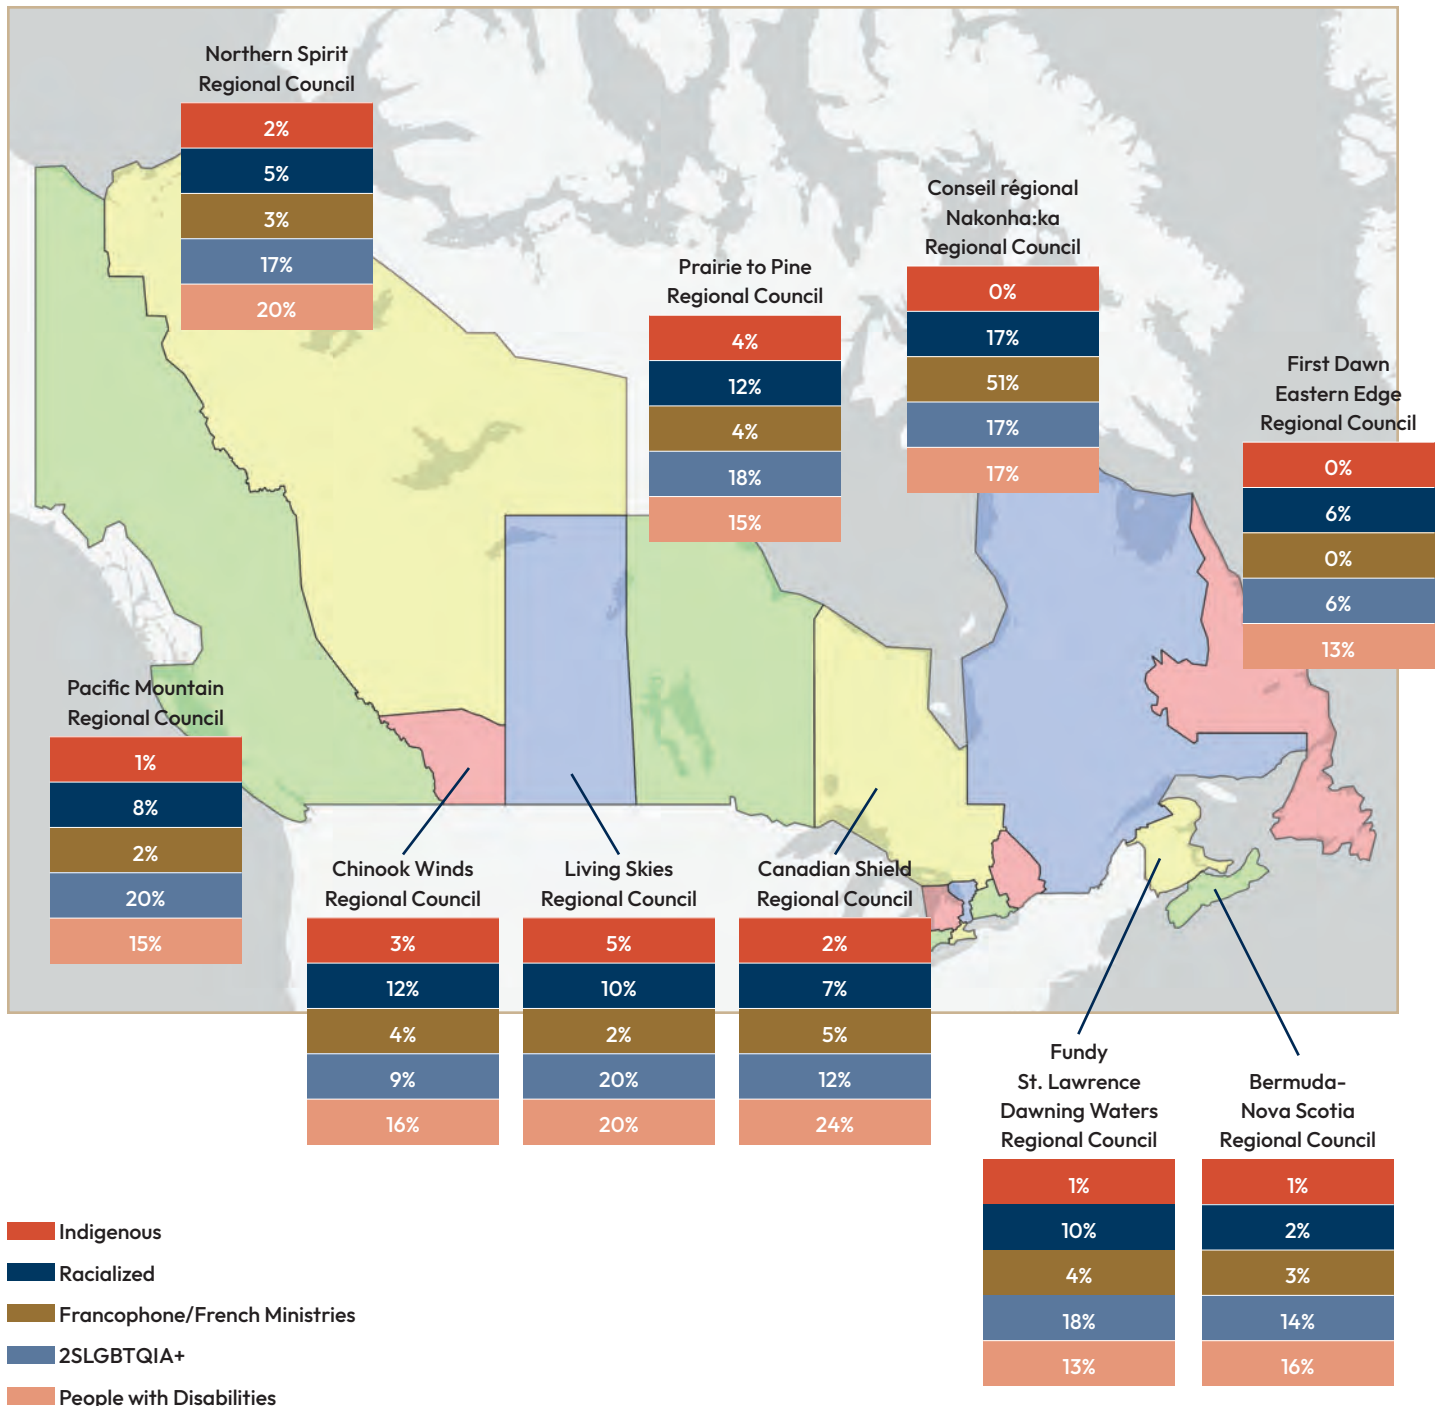 Northern Spirit
Regional Council
2%
5%
3%
17%
20%
Prairie to Pine
Regional Council
4%
12%
4%
18%
15%
Conseil régional
Nakonha:ka
Regional Council
0%
17%
51%
17%
17%
First Dawn
Eastern Edge
Regional Council
0%
6%
0%
6%
13%
Pacific Mountain
Regional Council
1%
8%
2%
20%
15%
Chinook Winds
Regional Council
3%
12%
4%
9%
16%
Living Skies
Regional Council
5%
10%
2%
20%
20%
Canadian Shield
Regional Council
2%
7%
5%
12%
24%
Fundy
St. Lawrence
Dawning Waters
Regional Council
1%
10%
4%
18%
13%
Bermuda-
Nova Scotia
Regional Council
1%
2%
3%
14%
16%
Indigenous
Racialized
Francophone/French Ministries
2SLGBTQIA+
People with Disabilities